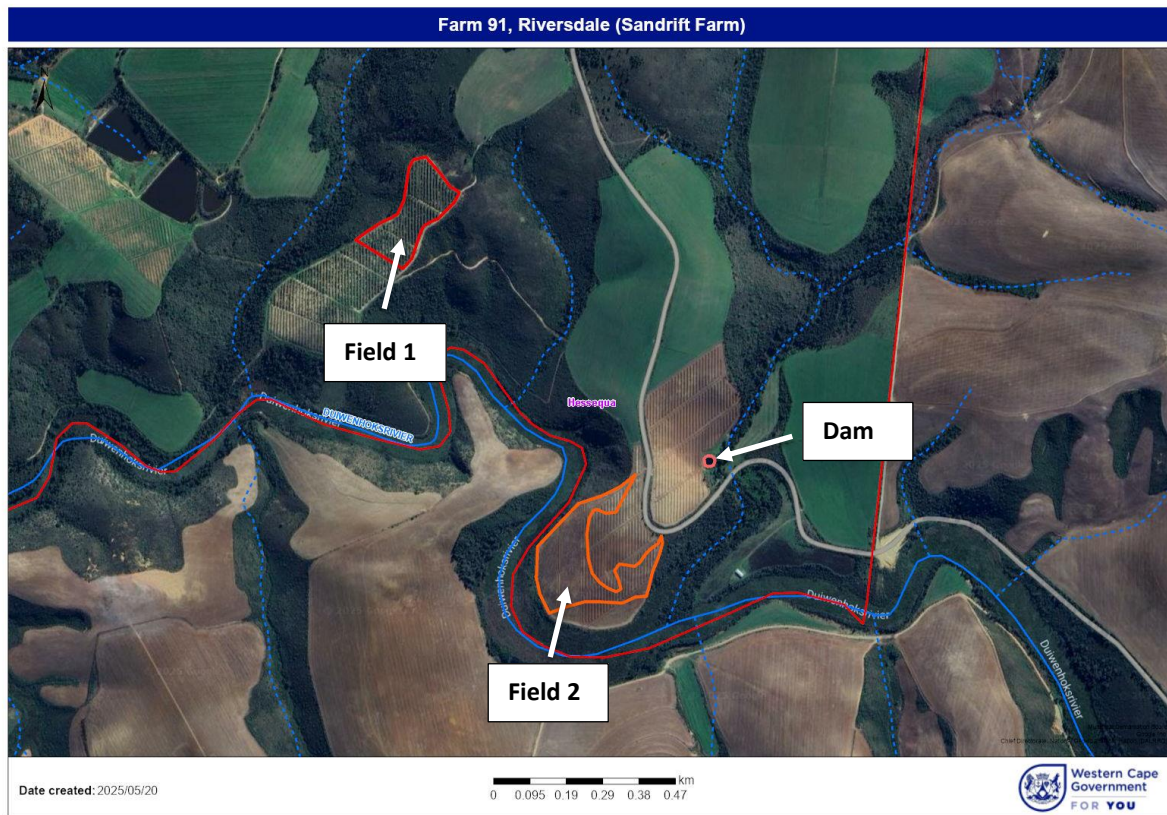 Farm 91, Riversdale (Sandrift Farm)
Field 1
Hessequa
Duiwenhoksrivier
DUIWENHOKSRIVIER
Duiwenhoksrivier
Dam
Duiwenhoksrivier
Duiwenhoksrivier
Duiwenhoksrivier
Field 2
Date created: 2025/05/20
km
0 0.095 0.19 0.29 0.38 0.47
Western Cape
Government
FOR YOU